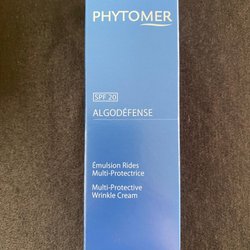 PHYTOMER
SPF 20
ALGODÉFENSE
Émulsion Rides
Multi-Protectrice
Multi-Protective
Wrinkle Cream